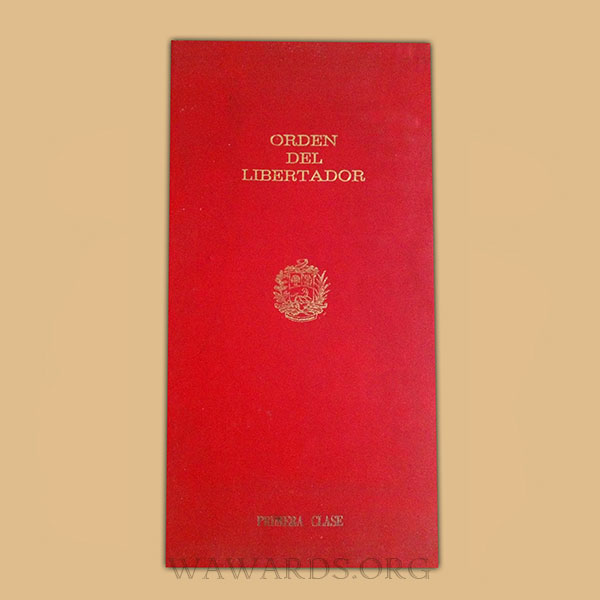 ORDEN
DEL
LIBERTADOR
PRIMERA CLASE
WAWARDS.ORG